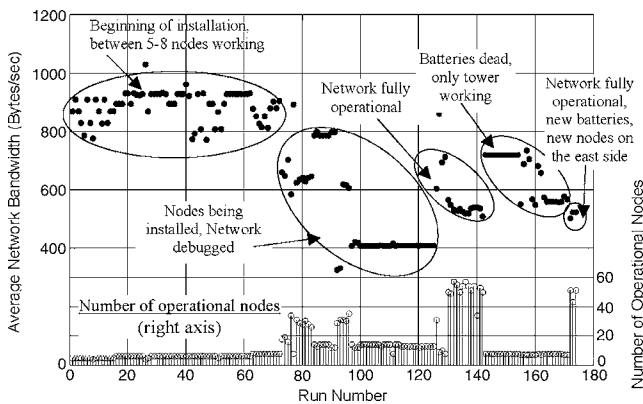 Beginning of installation,
between 5-8 nodes working
Batteries dead,
only tower
working
Network fully
operational
Network fully
operational,
new batteries,
new nodes
on the
east side
Nodes being
installed, Network
debugged
Number of operational nodes
(right axis)
Average Network Bandwidth (Bytes/sec)
1200
1000
800
600
400
200
0
Number of Operational Nodes
60
40
20
0
0 20 40 60 80 100 120 140 160 180
Run Number